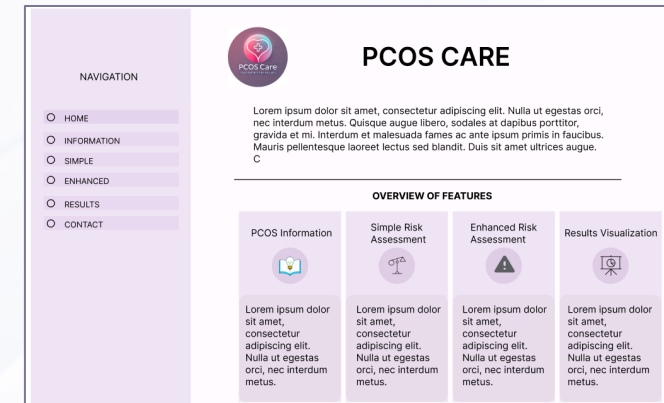 NAVIGATION
HOME
INFORMATION
SIMPLE
ENHANCED
RESULTS
CONTACT
PCOS Care
PCOS CARE
Lorem ipsum dolor sit amet, consectetur adipiscing elit. Nulla ut egestas orci,
nec interdum metus. Quisque augue libero, sodales at dapibus porttitor,
gravida et mi. Interdum et malesuada fames ac ante ipsum primis in faucibus.
Mauris pellentesque laoreet lectus sed blandit. Duis sit amet ultrices augue.
C
OVERVIEW OF FEATURES
PCOS Information
Lorem ipsum dolor
sit amet,
consectetur
adipiscing elit.
Nulla ut egestas
orci, nec interdum
metus.
Simple Risk
Assessment
Lorem ipsum dolor
sit amet,
consectetur
adipiscing elit.
Nulla ut egestas
orci, nec interdum
metus.
Enhanced Risk
Assessment
Lorem ipsum dolor
sit amet,
consectetur
adipiscing elit.
Nulla ut egestas
orci, nec interdum
metus.
Results Visualization
Lorem ipsum dolor
sit amet,
consectetur
adipiscing elit.
Nulla ut egestas
orci, nec interdum
metus.